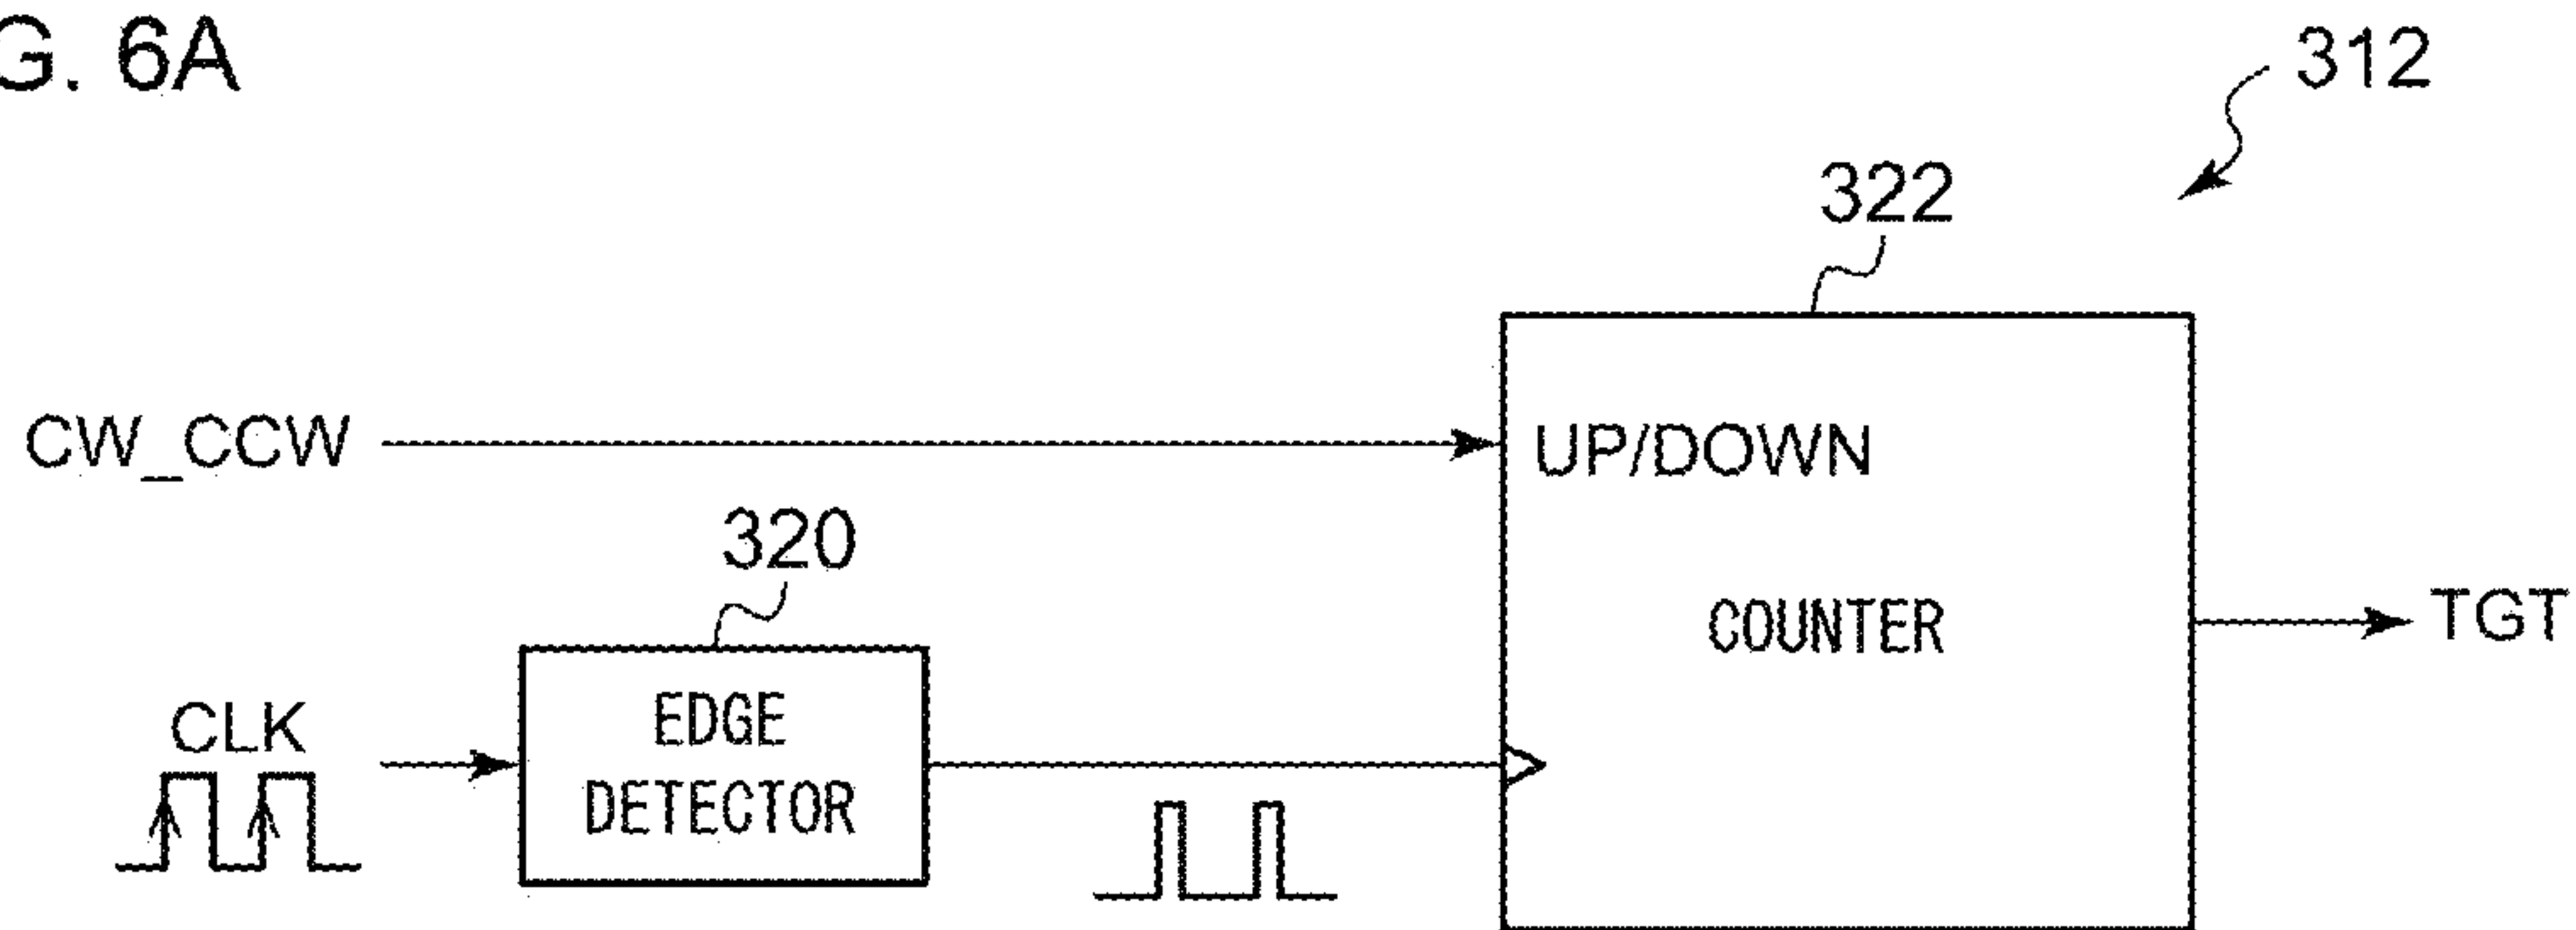 G. 6A
312
322
CW_CCW
UP/DOWN
320
COUNTER
TGT
CLK
EDGE
DETECTOR